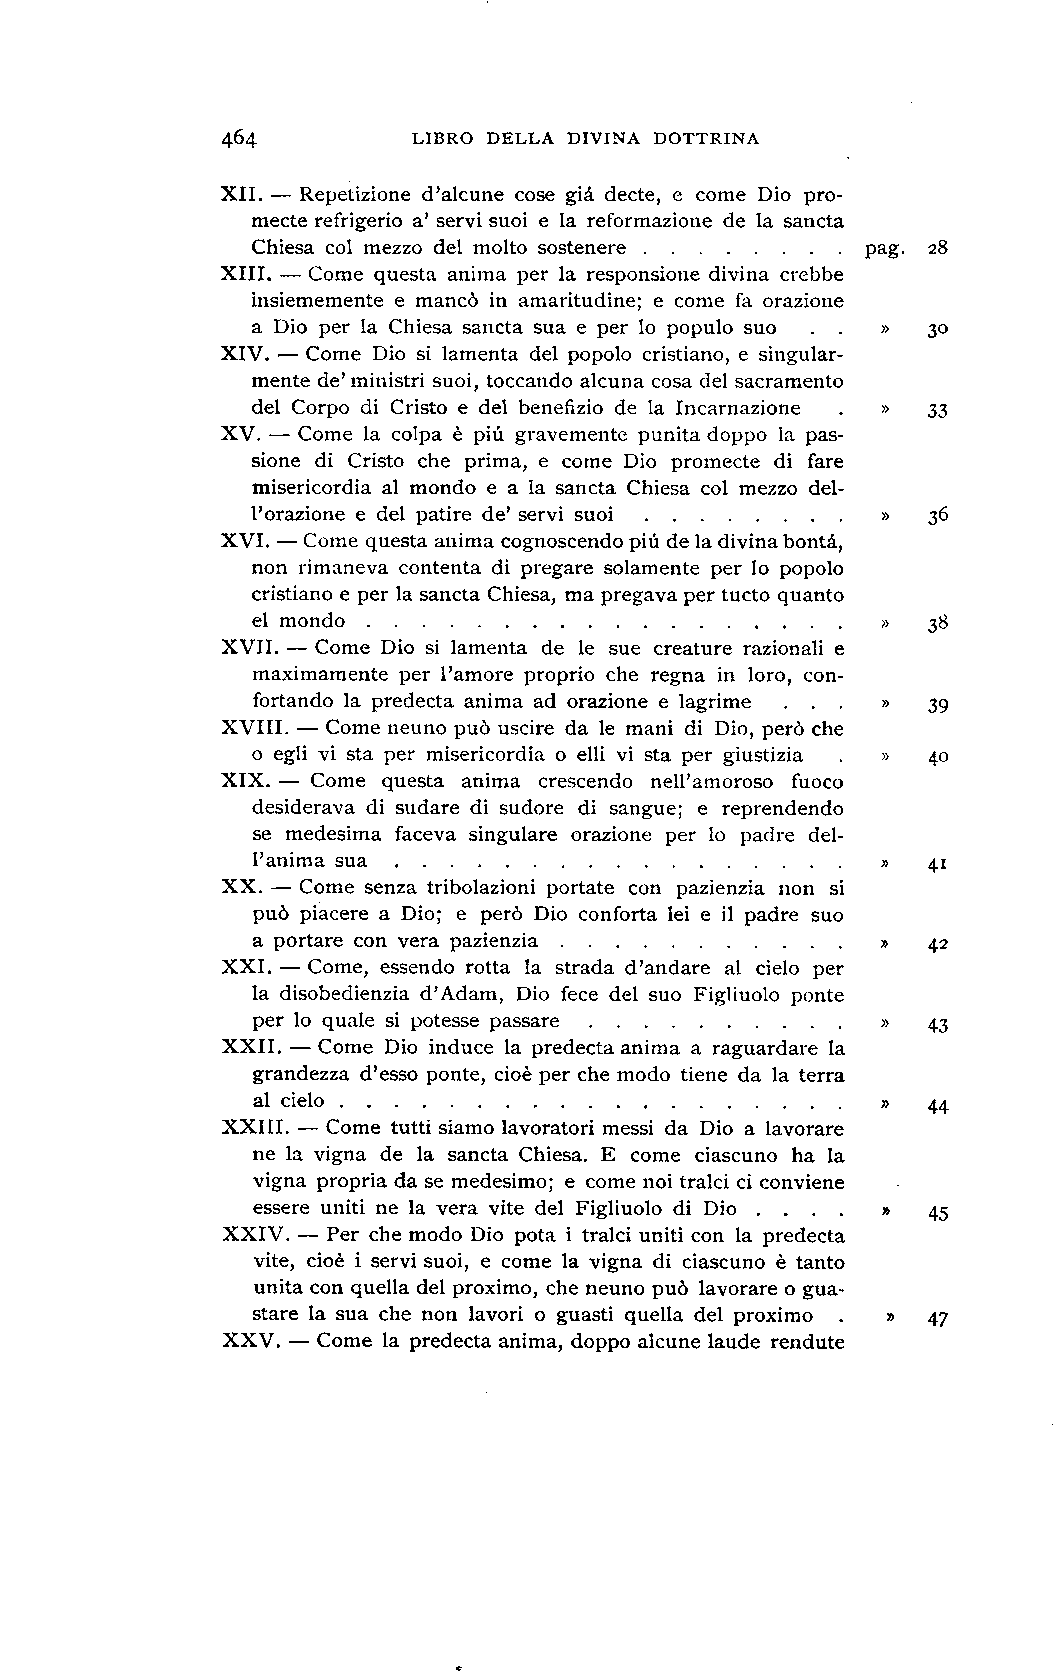 464 LIBRO DELLA DIVINA DOTTRINA
XII. — Repetizione d'alcune cose giá decte, e come Dio pro-
mecte refrigerio a' servi suoi e la reformazione de la sancta
Chiesa col mezzo del molto sostenere . . . . . . . . pag. 28
XIII. — Come questa anima per la responsione divina crebbe
insiememente e mancò in amaritudine; e come fa orazione
a Dio per la Chiesa sancta sua e per lo populo suo . . » 30
XIV. — Come Dio si lamenta del popolo cristiano, e singular-
mente de' ministri suoi, toccando alcuna cosa del sacramento
del Corpo di Cristo e del benefizio de la Incarnazione . » 33
XV. — Come la colpa è piú gravemente punita doppo la pas-
sione di Cristo che prima, e come Dio promecte di fare
misericordia al mondo e a la sancta Chiesa col mezzo del-
l'orazione e del patire de' servi suoi . . . . . . . . » 36
XVI. — Come questa anima cognoscendo piú de la divina bontá,
non rimaneva contenta di pregare solamente per lo popolo
cristiano e per la sancta Chiesa, ma pregava per tucto quanto
el mondo . . . . . . . . . . . . . . . . . . » 38
XVII. — Come Dio si lamenta de le sue creature razionali e
maximamente per l'amore proprio che regna in loro, con-
fortando la predecta anima ad orazione e lagrime . . . » 39
XVIII. — Come neuno può uscire da le mani di Dio, però che
o egli vi sta per misericordia o elli vi sta per giustizia . » 40
XIX. — Come questa anima crescendo nell'amoroso fuoco
desiderava di sudare di sudore di sangue; e reprendendo
se medesima faceva singulare orazione per lo padre del-
l'anima sua . . . . . . . . . . . . . . . . . » 41
XX. — Come senza tribolazioni portate con pazienzia non si
può piacere a Dio; e però Dio conforta lei e il padre suo
a portare con vera pazienzia . . . . . . . . . . . » 42
XXI. — Come, essendo rotta la strada d'andare al cielo per
la disobedienzia d'Adam, Dio fece del suo Figliuolo ponte
per lo quale si potesse passare . . . . . . . . . . » 43
XXII. — Come Dio induce la predecta anima a raguardare la
grandezza d'esso ponte, cioè per che modo tiene da la terra
al cielo . . . . . . . . . . . . . . . . . . . » 44
XXIII. — Come tutti siamo lavoratori messi da Dio a lavorare
ne la vigna de la sancta Chiesa. E come ciascuno ha la
vigna propria da se medesimo; e come noi tralci ci conviene
essere uniti ne la vera vite del Figliuolo di Dio . . . . » 45
XXIV. — Per che modo Dio pota i tralci uniti con la predecta
vite, cioè i servi suoi, e come la vigna di ciascuno è tanto
unita con quella del proximo, che neuno può lavorare o gua-
stare la sua che non lavori o guasti quella del proximo . » 47
XXV. — Come la predecta anima, doppo alcune laude rendute